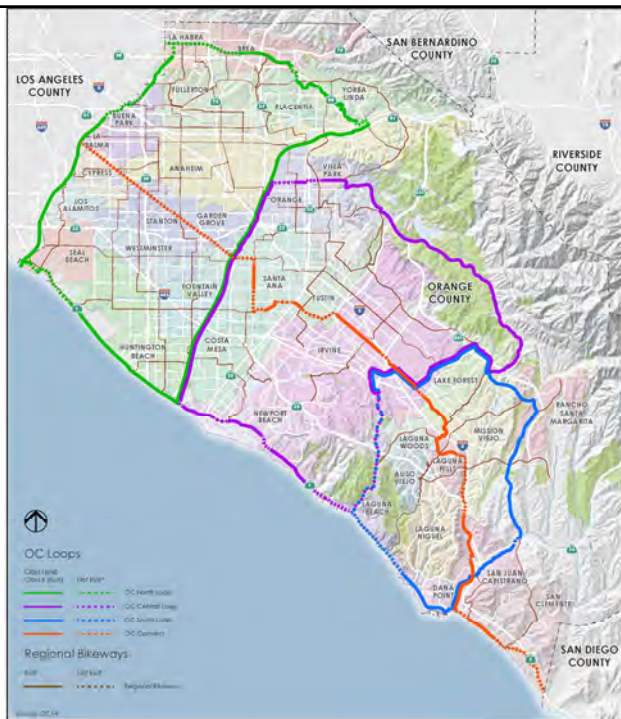 LA HABRA
BREA
SAN BERNARDINO
COUNTY
LOS ANGELES
COUNTY
FULLERTON
YORBA
LINDA
PLACENTIA
BUENA
PARK
LA
PALMA
CYPRESS
ANAHEIM
VILLA
PARK
RIVERSIDE
COUNTY
LOS
ALAMITOS
STANTON
GARDEN
GROVE
ORANGE
SEAL
BEACH
WESTMINSTER
SANTA
ANA
FOUNTAIN
VALLEY
TUSTIN
ORANGE
COUNTY
COSTA
MESA
HUNTINGTON
BEACH
IRVINE
LAKE FOREST
NEWPORT
BEACH
RANCHO
SANTA
MARGARITA
MISSION
VIEJO
LAGUNA
WOODS
LAGUNA
HILLS
ALISO
VIEJO
LAGUNA
BEACH
LAGUNA
NIGUEL
SAN JUAN
CAPISTRANO
DANA
POINT
SAN
CLEMENTE
SAN DIEGO
COUNTY
OC Loops
OC North Loop
OC Central Loop
OC South Loop
OC Connect
Regional Bikeways
Built
Not Built
Regional Bikeways